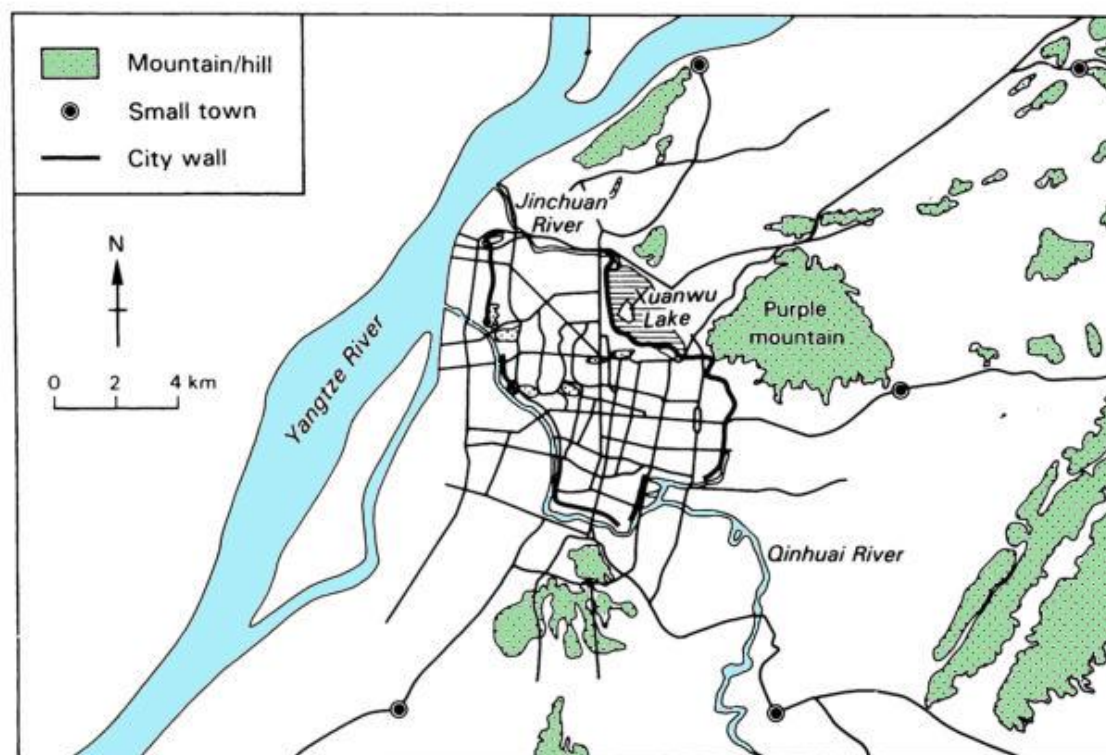 Mountain/hill
Small town
City wall
N
0 2 4 km
Yangtze River
Jinchuan
River
Xuanwu
Lake
Purple
mountain
Qinhuai River